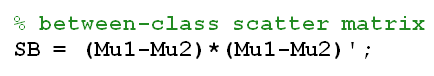 % between-class scatter matrix
SB = (Mu1-Mu2)*(Mu1-Mu2)';